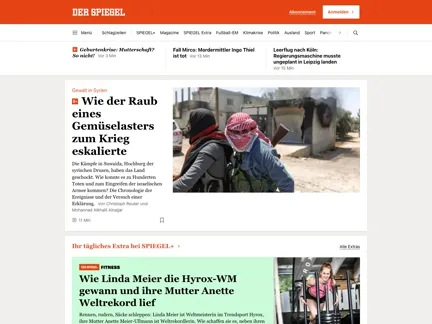 DER SPIEGEL
Abonnement
Anmelden
Menü
Schlagzeilen
SPIEGEL+
Magazine
SPIEGEL Extra
Fußball-EM
Klimakrise
Politik
Ausland
Sport
Geburtenkrise: Mutterschaft?
So nicht! Vor 3 Min
Fall Mirco: Mordermittler Ingo Thiel
ist tot Vor 13 Min
Leerflug nach Köln:
Regierungsmaschine musste
ungeplant in Leipzig landen
Vor 15 Min
Gewalt in Syrien
Wie der Raub
eines
Gemüselasters
zum Krieg
eskalierte
Die Kämpfe in Suwaida, Hochburg der
syrischen Drusen, haben das Land
geschockt: Wie konnte es zu Hunderten
Toten und zum Eingreifen der israelischen
Armee kommen? Die Chronologie der
Ereignisse und der Versuch einer
Erklärung. Von Christoph Reuter und
11 Min
Ihr tägliches Extra bei SPIEGEL+
Alle Extras
SPIEGEL FITNESS
Wie Linda Meier die Hyrox-WM
gewann und ihre Mutter Anette
Weltrekord lief
Rennen, rudern, Säcke schleppen: Linda Meier ist Weltmeisterin im Trendsport Hyrox,
ihre Mutter Anette Meier-Ullmann ist Weltrekordlerin. Wie schaffen sie es, neben ihren